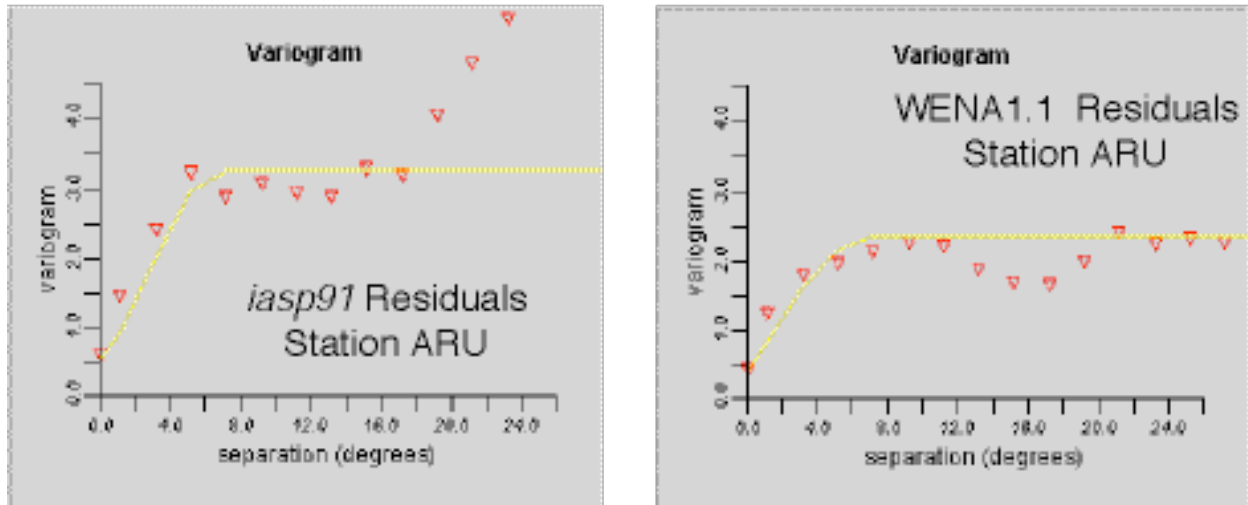 Variogram
4.0
3.0
2.0
1.0
0.0
variogram
iasp91 Residuals
Station ARU
0.0 4.0 8.0 12.0 16.0 20.0 24.0
separation (degrees)
Variogram
WENA1.1 Residuals
Station ARU
4.0
3.0
2.0
1.0
0.0
variogram
0.0 4.0 8.0 12.0 16.0 20.0 24.0
separation (degrees)